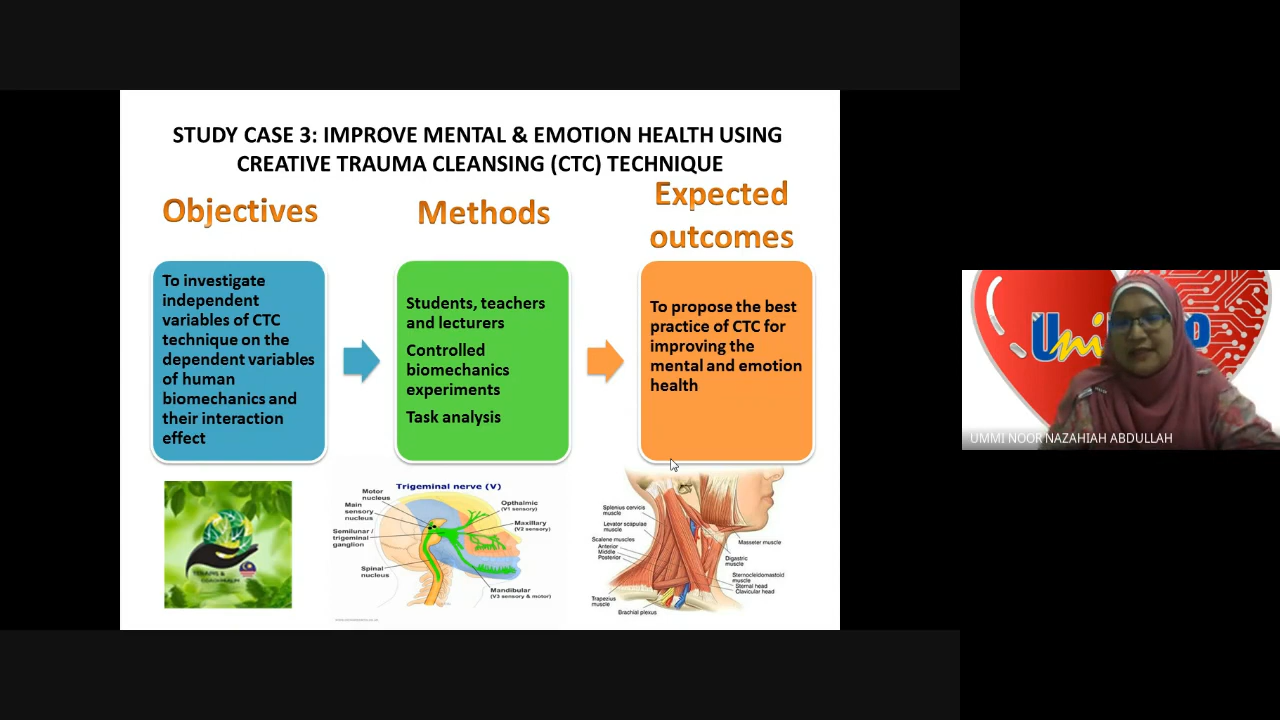 STUDY CASE 3: IMPROVE MENTAL & EMOTION HEALTH USING
CREATIVE TRAUMA CLEANSING (CTC) TECHNIQUE
Objectives
Methods
Expected
outcomes
To investigate
independent
variables of CTC
technique on the
dependent variables
of human
biomechanics and
their interaction
effect
Students, teachers
and lecturers
Controlled
biomechanics
experiments
Task analysis
To propose the best
practice of CTC for
improving the
mental and emotion
health
Trigeminal nerve (V)
Motor
nucleus
Main
sensory
nucleus
Semilunar /
trigeminal
ganglion
Spinal
nucleus
Opthalmic
(V1 sensory)
Maxillary
(V2 sensory)
Mandibular
(V3 sensory & motor)
Splenius cervicis
muscle
Levator scapulae
muscle
Scalene muscles
Anterior
Middle
Posterior
Trapezius
muscle
Brachial plexus
Masseter muscle
Digastric
muscle
Sternocleidomastoid
muscle
Sternal head
Clavicular head
UMMI NOOR NAZAHIAH ABDULLAH